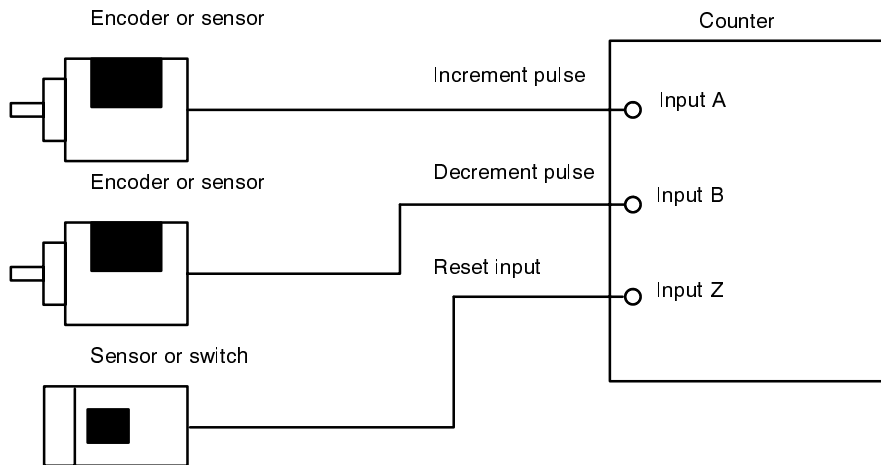 Encoder or sensor
Counter
Increment pulse
Input A
Encoder or sensor
Decrement pulse
Input B
Reset input
Input Z
Sensor or switch